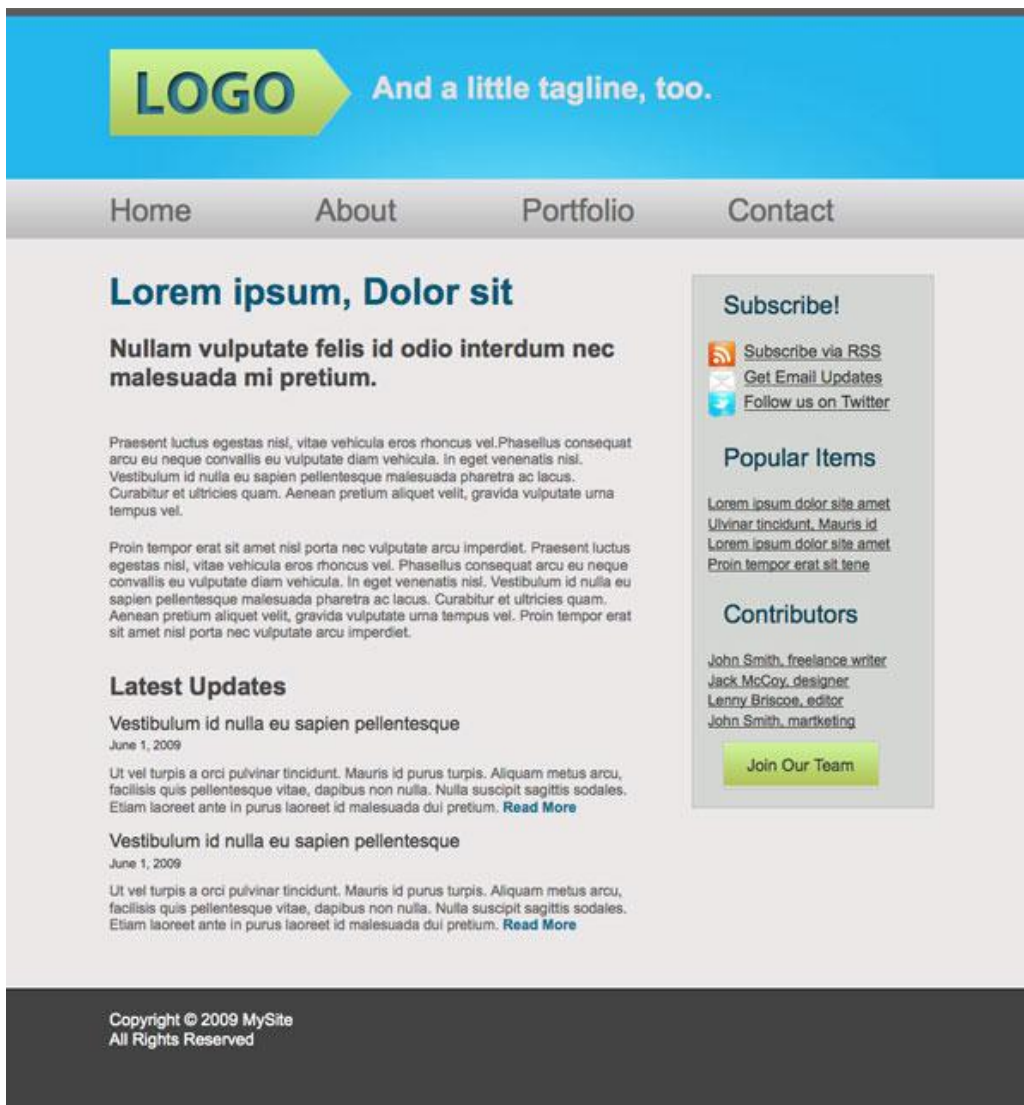 LOGO
And a little tagline, too.
Home About Portfolio Contact
Lorem ipsum, Dolor sit
Nullam vulputate felis id odio interdum nec
malesuada mi pretium.
Praesent luctus egestas nisl, vitae vehicula eros rhoncus vel.Phasellus consequat
arcu eu neque convallis eu vulputate diam vehicula. In eget venenatis nisl.
Vestibulum id nulla eu sapien pellentesque malesuada pharetra ac lacus.
Curabitur et ultricies quam. Aenean pretium aliquet velit, gravida vulputate urna
tempus vel.
Proin tempor erat sit amet nisl porta nec vulputate arcu imperdiet. Praesent luctus
egestas nisl, vitae vehicula eros rhoncus vel. Phasellus consequat arcu eu neque
convallis eu vulputate diam vehicula. In eget venenatis nisl. Vestibulum id nulla eu
sapien pellentesque malesuada pharetra ac lacus. Curabitur et ultricies quam.
Aenean pretium aliquet velit, gravida vulputate urna tempus vel. Proin tempor erat
sit amet nisl porta nec vulputate arcu imperdiet.
Latest Updates
Vestibulum id nulla eu sapien pellentesque
June 1, 2009
Ut vel turpis a orci pulvinar tincidunt. Mauris id purus turpis. Aliquam metus arcu,
facilisis quis pellentesque vitae, dapibus non nulla. Nulla suscipit sagittis sodales.
Etiam laoreet ante in purus laoreet id malesuada dui pretium. Read More
Vestibulum id nulla eu sapien pellentesque
June 1, 2009
Ut vel turpis a orci pulvinar tincidunt. Mauris id purus turpis. Aliquam metus arcu,
facilisis quis pellentesque vitae, dapibus non nulla. Nulla suscipit sagittis sodales.
Etiam laoreet ante in purus laoreet id malesuada dui pretium. Read More
Subscribe!
Subscribe via RSS
Get Email Updates
Follow us on Twitter
Popular Items
Lorem ipsum dolor site amet
Ulvinar tincidunt, Mauris id
Lorem ipsum dolor site amet
Proin tempor erat sit tene
Contributors
John Smith, freelance writer
Jack McCoy, designer
Lenny Briscoe, editor
John Smith, martketing
Join Our Team
Copyright © 2009 MySite
All Rights Reserved